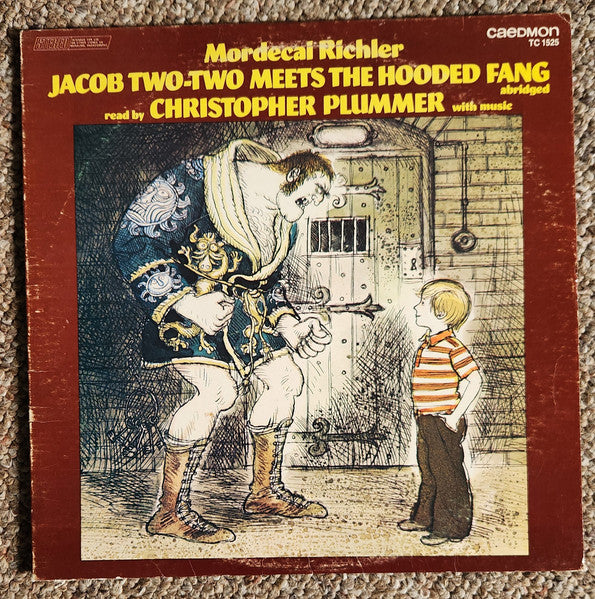 caedmon
TC 1525
Mordecai Richler
JACOB TWO-TWO MEETS THE HOODED FANG
abridged
read by CHRISTOPHER PLUMMER with music